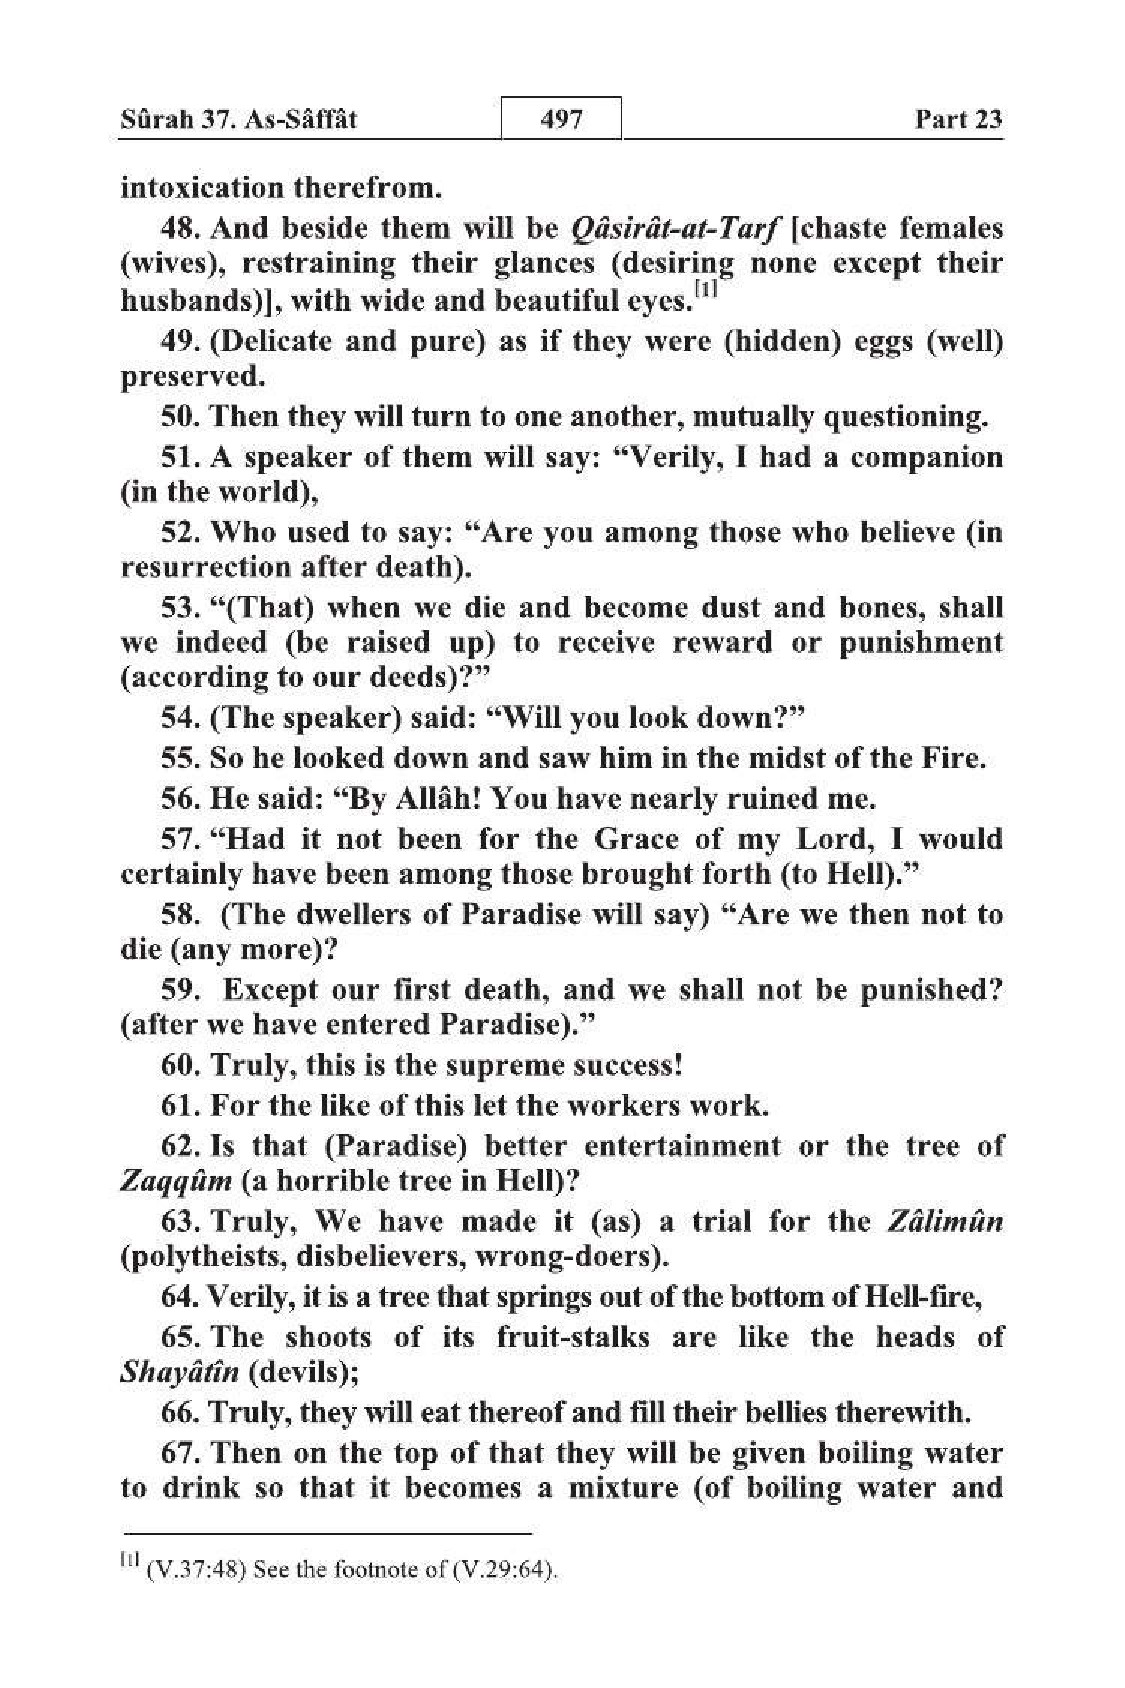 Sûrah 37. As-Sâffât 497 Part 23
intoxication therefrom.
48. And beside them will be Qâsirât-at-Tarf [chaste females
(wives), restraining their glances (desiring none except their
husbands)], with wide and beautiful eyes.[1]
49. (Delicate and pure) as if they were (hidden) eggs (well)
preserved.
50. Then they will turn to one another, mutually questioning.
51. A speaker of them will say: “Verily, I had a companion
(in the world),
52. Who used to say: “Are you among those who believe (in
resurrection after death).
53. “(That) when we die and become dust and bones, shall
we indeed (be raised up) to receive reward or punishment
(according to our deeds)?”
54. (The speaker) said: “Will you look down?”
55. So he looked down and saw him in the midst of the Fire.
56. He said: “By Allâh! You have nearly ruined me.
57. “Had it not been for the Grace of my Lord, I would
certainly have been among those brought forth (to Hell).”
58. (The dwellers of Paradise will say) “Are we then not to
die (any more)?
59. Except our first death, and we shall not be punished?
(after we have entered Paradise).”
60. Truly, this is the supreme success!
61. For the like of this let the workers work.
62. Is that (Paradise) better entertainment or the tree of
Zaqqûm (a horrible tree in Hell)?
63. Truly, We have made it (as) a trial for the Zâlimûn
(polytheists, disbelievers, wrong-doers).
64. Verily, it is a tree that springs out of the bottom of Hell-fire,
65. The shoots of its fruit-stalks are like the heads of
Shayâtîn (devils);
66. Truly, they will eat thereof and fill their bellies therewith.
67. Then on the top of that they will be given boiling water
to drink so that it becomes a mixture (of boiling water and
[1] (V.37:48) See the footnote of (V.29:64).